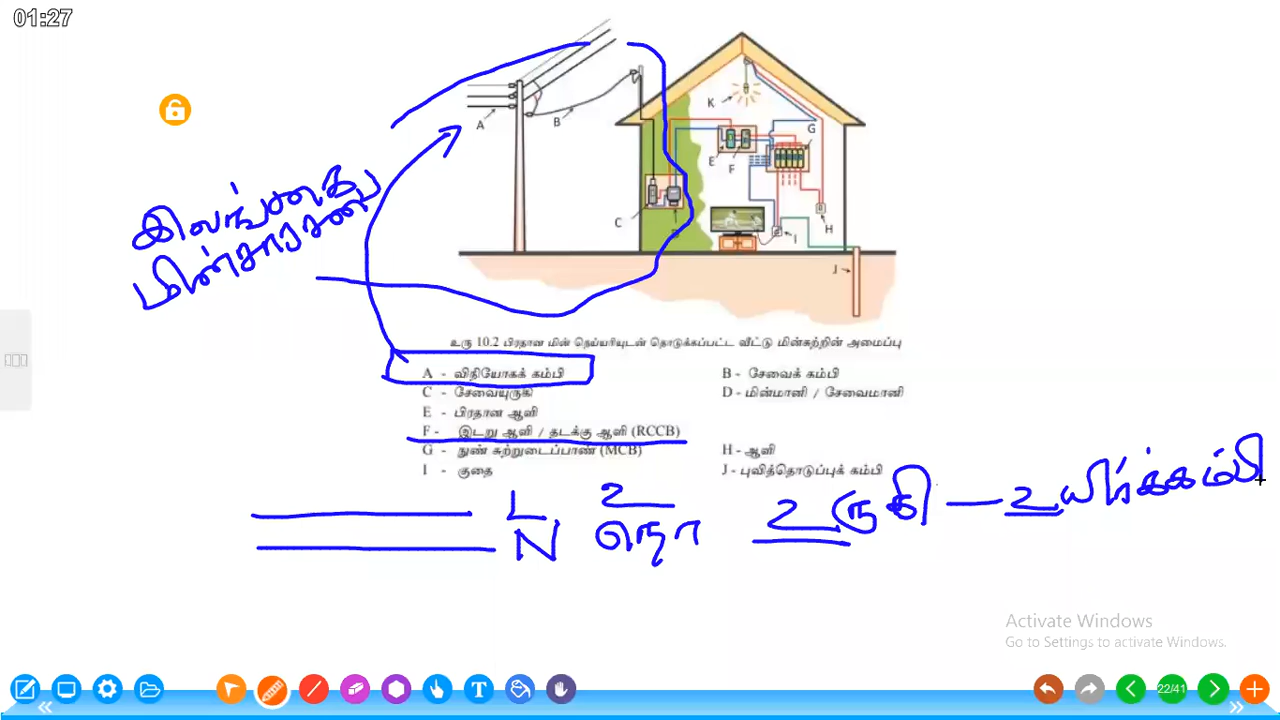 01:27
A
B
C
D
E
F
G
H
I
J
K
இலங்கை
மின்சாரசபை
உரு 10.2 பிரதான மின் நெய்யரியுடன் தொடுக்கப்பட்ட வீட்டு மின்சுற்றின் அமைப்பு
A - விநியோகக் கம்பி B - சேவைக் கம்பி
C - சேவையுருகி D - மின்மானி / சேவைமானி
E - பிரதான ஆளி
F - இடறு ஆளி / தடக்கு ஆளி (RCCB)
G - நுண் சுற்றுடைப்பான் (MCB) H - ஆளி
I - குதை J - புவித்தொடுப்புக் கம்பி
L உ
N நொ
உருகி — உயிர்க்கம்பி
Activate Windows
Go to Settings to activate Windows.
22/41